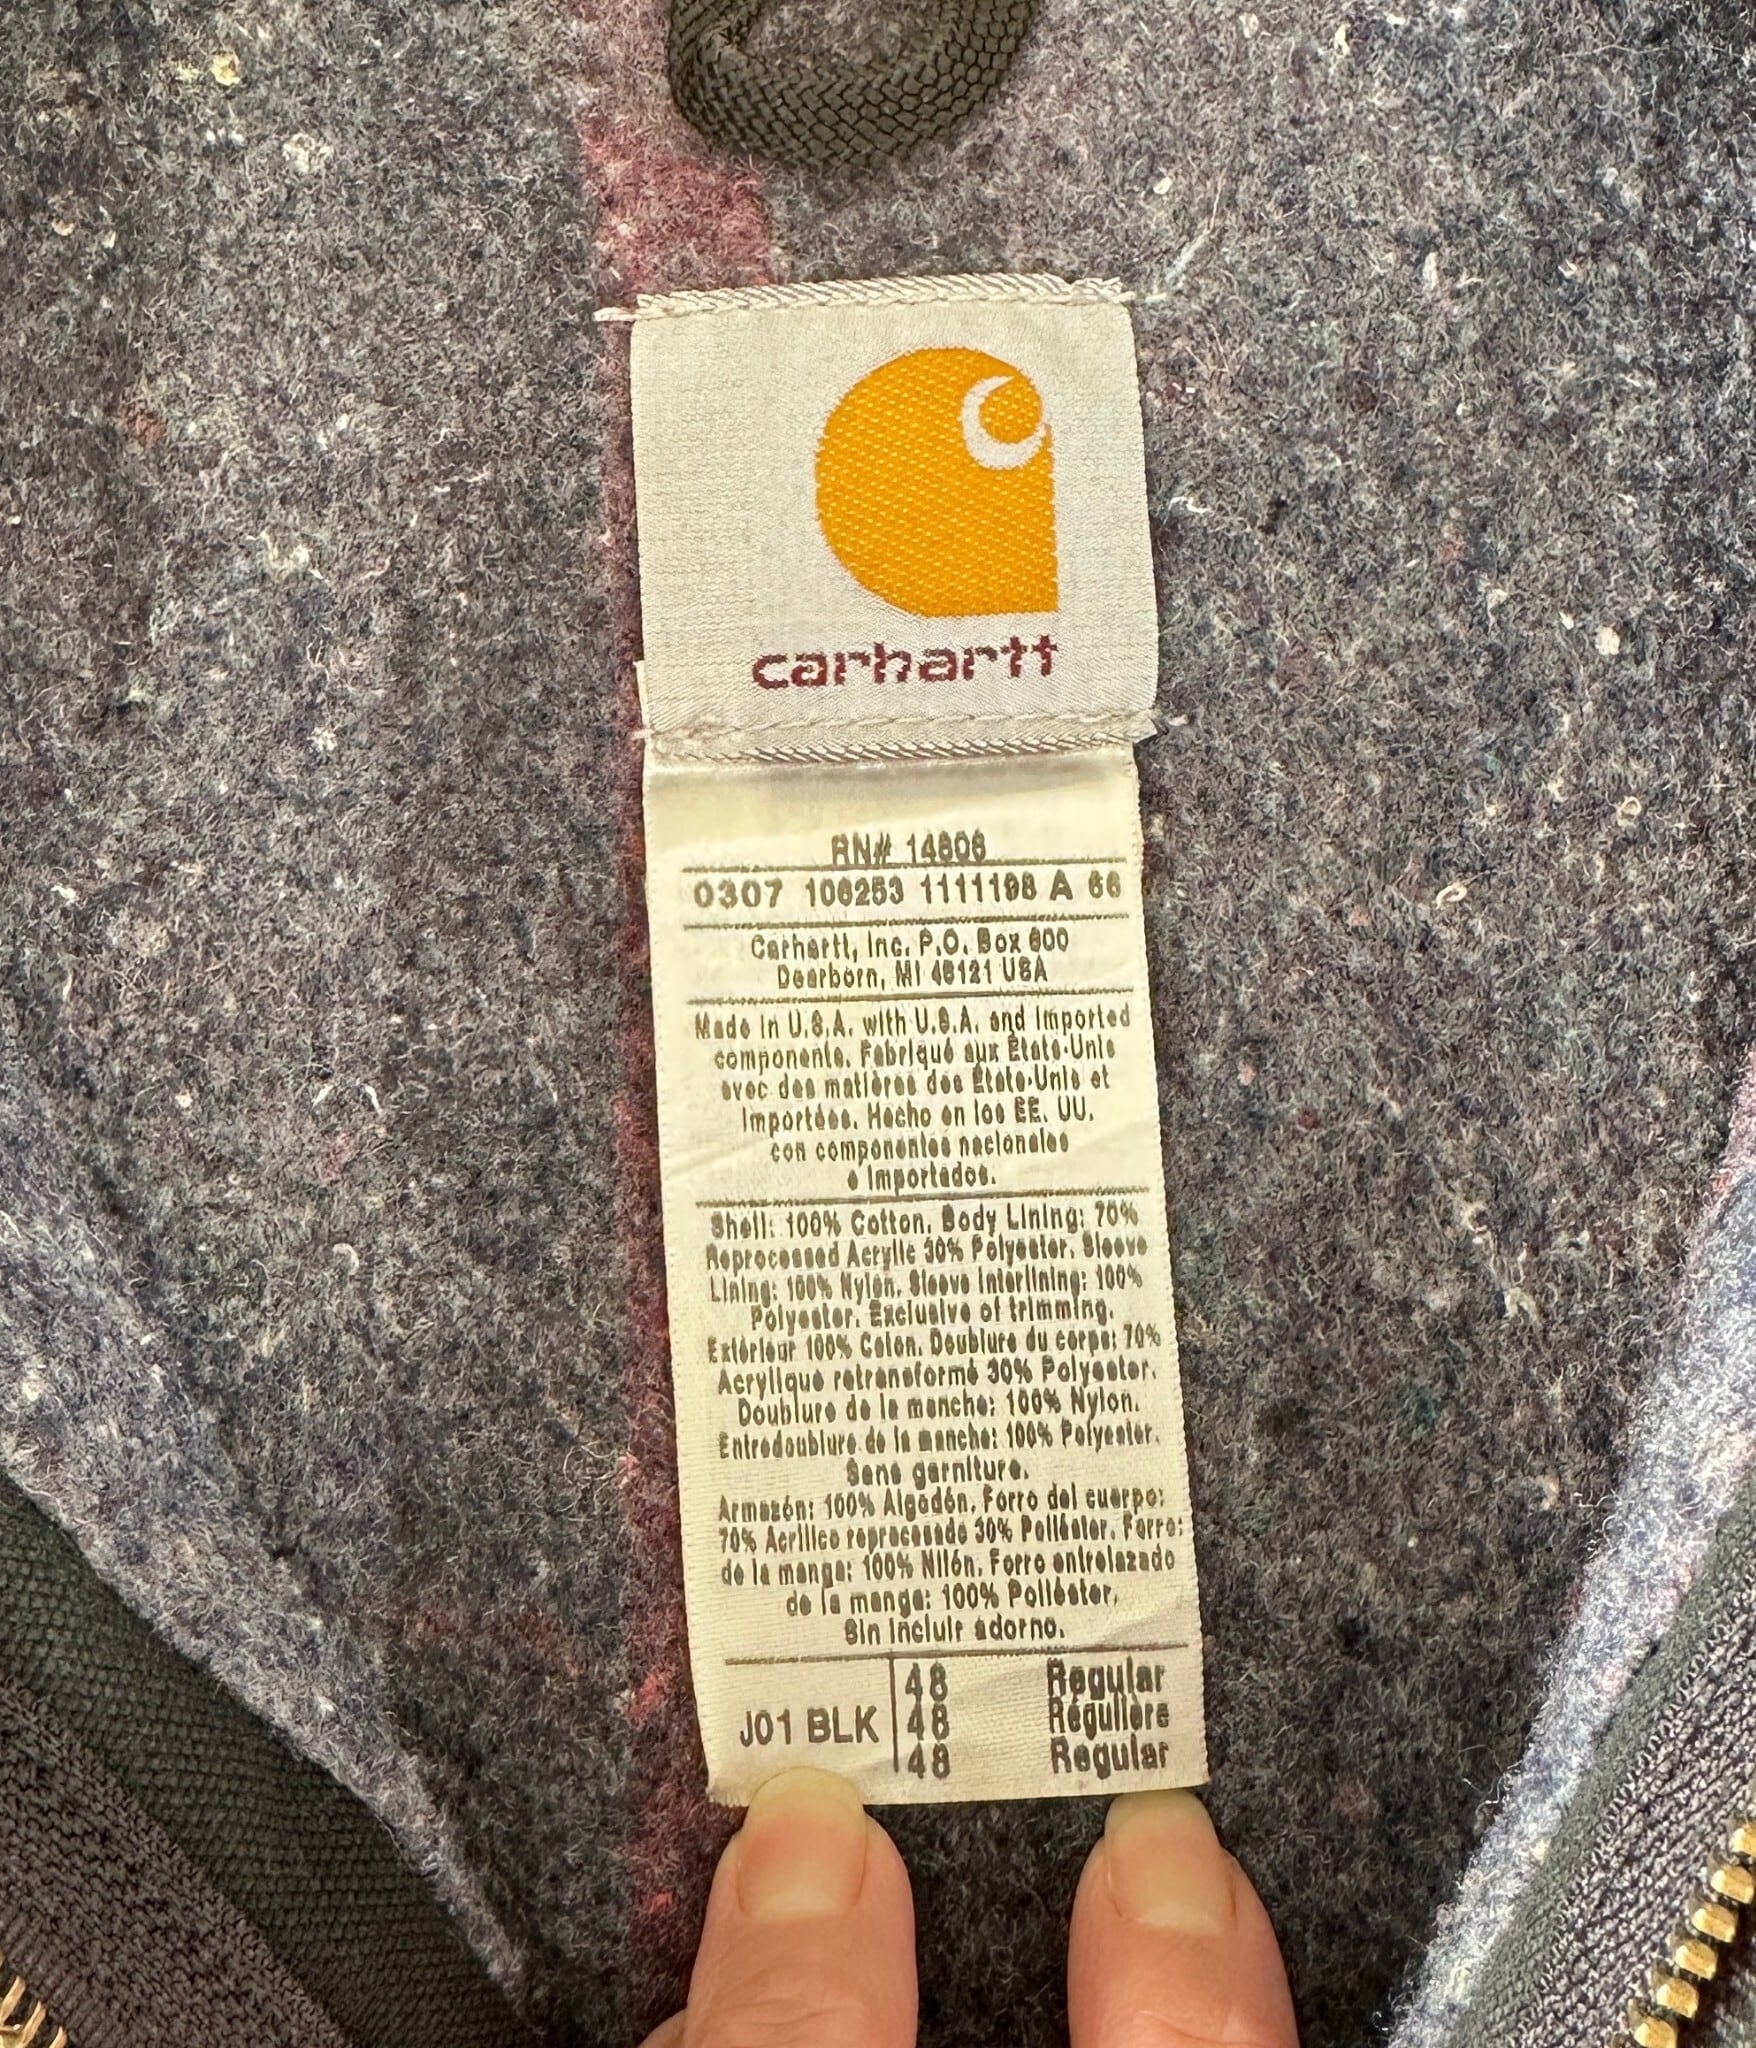 carhartt
RN# 14806
0307 106253 1111198 A 66
Carhartt, Inc. P.O. Box 600
Dearborn, MI 48121 USA
Made in U.S.A. with U.S.A. and Imported
components. Fabriqué aux États-Unis
avec des matières des États-Unis et
Importées. Hecho en los EE. UU.
con componentes nacionales
e Importados.
Shell: 100% Cotton. Body Lining: 70%
Reprocessed Acrylic 30% Polyester. Sleeve
Lining: 100% Nylon. Sleeve Interlining: 100%
Polyester. Exclusive of trimming.
Extérieur 100% Coton. Doublure du corps: 70%
Acrylique retransformé 30% Polyester.
Doublure de la manche: 100% Nylon.
Entredoublure de la manche: 100% Polyester.
Sans garniture.
Armazón: 100% Algodón. Forro del cuerpo:
70% Acrílico reprocesado 30% Poliéster. Forro:
de la manga: 100% Nilón. Forro entrelazado
de la manga: 100% Poliéster.
Sin incluir adorno.
J01 BLK
48 Regular
48 Régulière
48 Regular